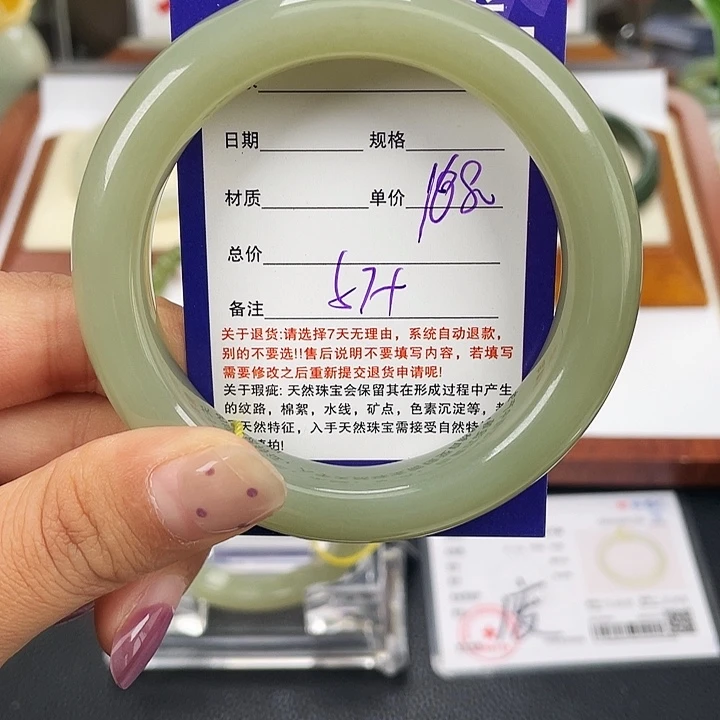 日期 规格
材质 单价 168
总价
备注 57+
关于退货:请选择7天无理由，系统自动退款，
别的不要选!!售后说明不要填写内容，若填写
需要修改之后重新提交退货申请呢!
关于瑕疵: 天然珠宝会保留其在形成过程中产生
的纹路，棉絮，水线，矿点，色素沉淀等，
天然特征，入手天然珠宝需接受自然特